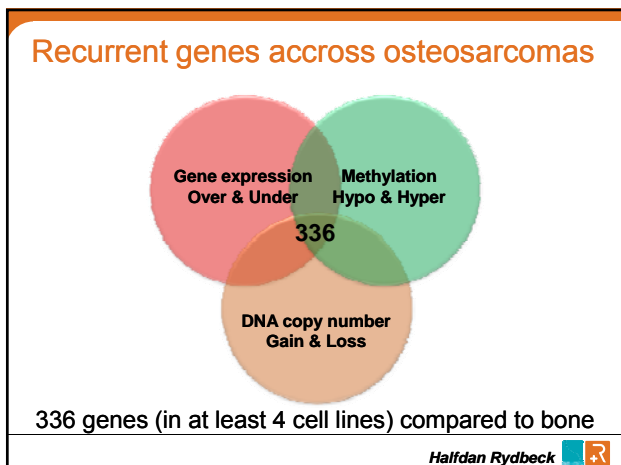 Recurrent genes accross osteosarcomas
Gene expression
Over & Under
Methylation
Hypo & Hyper
336
DNA copy number
Gain & Loss
336 genes (in at least 4 cell lines) compared to bone
Halfdan Rydbeck